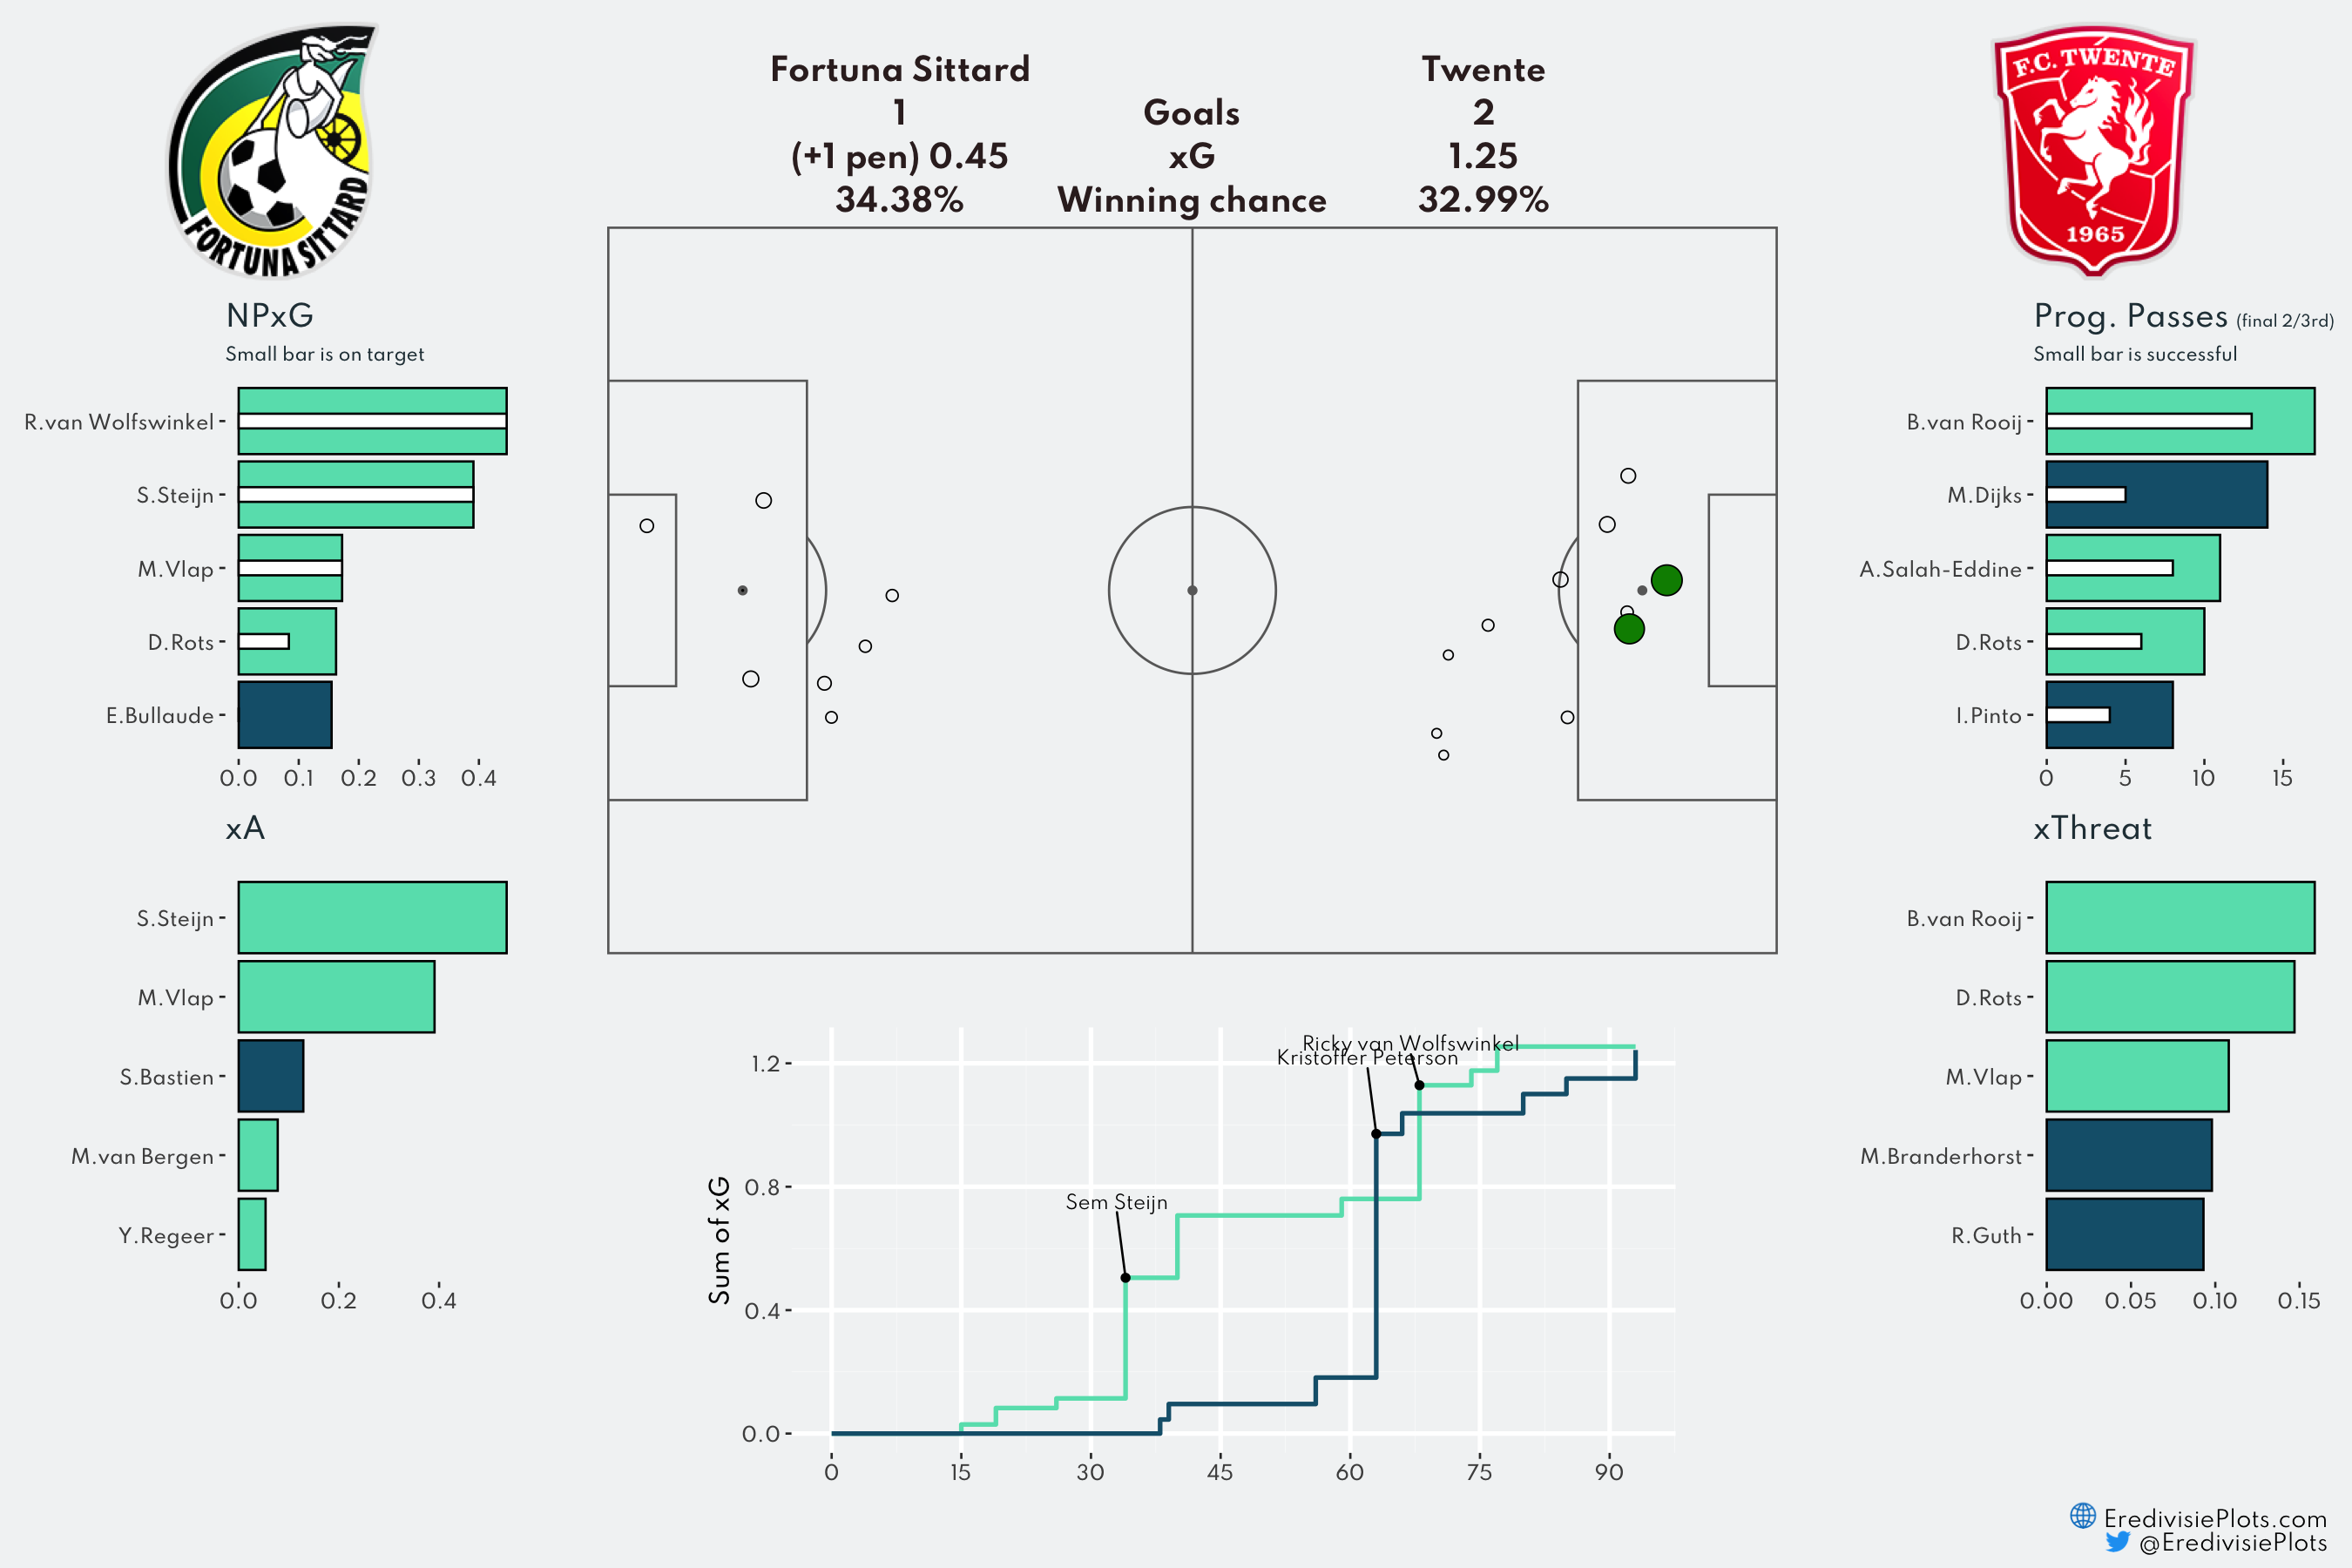 FORTUNA SITTARD
Fortuna Sittard Twente
1 Goals 2
(+1 pen) 0.45 xG 1.25
34.38% Winning chance 32.99%
F.C. TWENTE
1965
NPxG
Small bar is on target
R.van Wolfswinkel
S.Steijn
M.Vlap
D.Rots
E.Bullaude
0.0 0.1 0.2 0.3 0.4
xA
S.Steijn
M.Vlap
S.Bastien
M.van Bergen
Y.Regeer
0.0 0.2 0.4
Prog. Passes (final 2/3rd)
Small bar is successful
B.van Rooij
M.Dijks
A.Salah-Eddine
D.Rots
I.Pinto
0 5 10 15
xThreat
B.van Rooij
D.Rots
M.Vlap
M.Branderhorst
R.Guth
0.00 0.05 0.10 0.15
Sum of xG
1.2
0.8
0.4
0.0
Ricky van Wolfswinkel
Kristoffer Peterson
Sem Steijn
0 15 30 45 60 75 90
EredivisiePlots.com
@EredivisiePlots